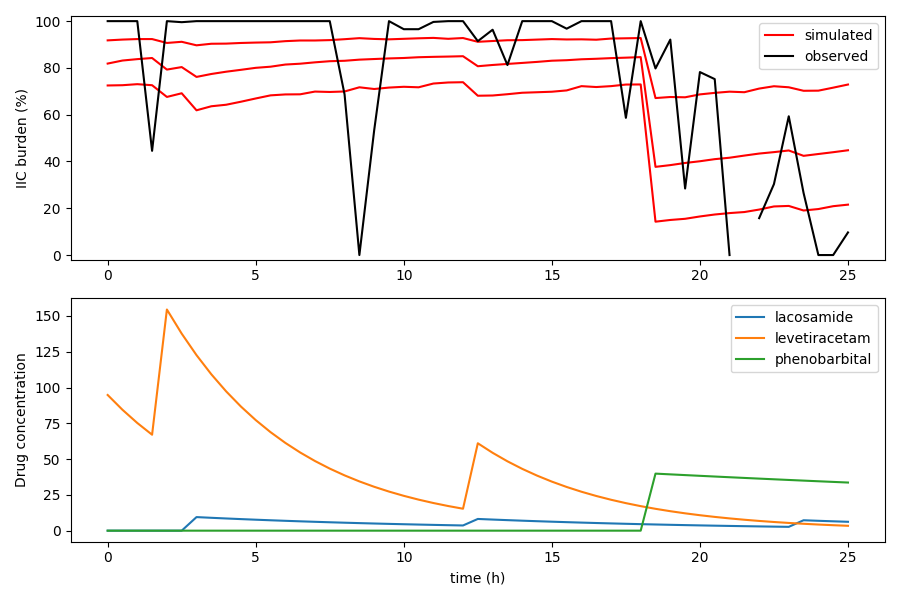 100
80
60
40
20
0
IIC burden (%)
simulated
observed
0 5 10 15 20 25
150
125
100
75
50
25
0
Drug concentration
lacosamide
levetiracetam
phenobarbital
0 5 10 15 20 25
time (h)